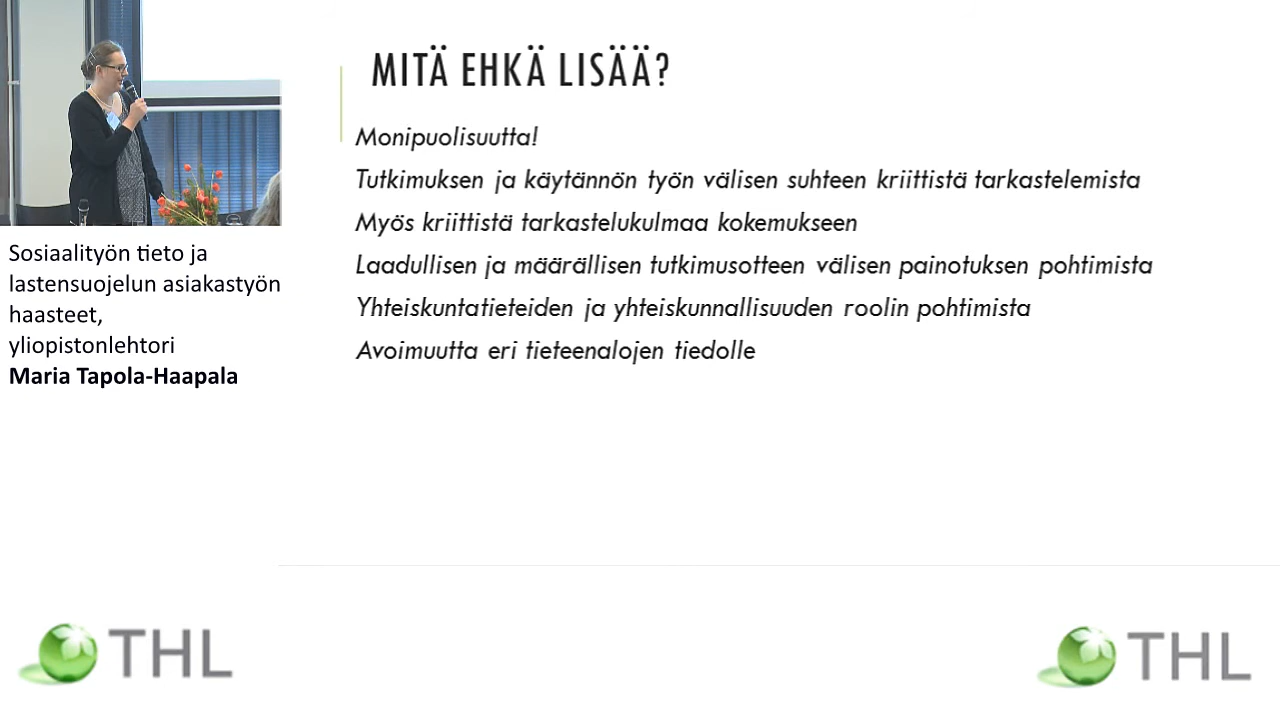 MITÄ EHKÄ LISÄÄ?
Monipuolisuutta!
Tutkimuksen ja käytännön työn välisen suhteen kriittistä tarkastelemista
Myös kriittistä tarkastelukulmaa kokemukseen
Laadullisen ja määrällisen tutkimusotteen välisen painotuksen pohtimista
Yhteiskuntatieteiden ja yhteiskunnallisuuden roolin pohtimista
Avoimuutta eri tieteenalojen tiedolle
Sosiaalityön tieto ja
lastensuojelun asiakastyön
haasteet,
yliopistonlehtori
Maria Tapola-Haapala
THL
THL